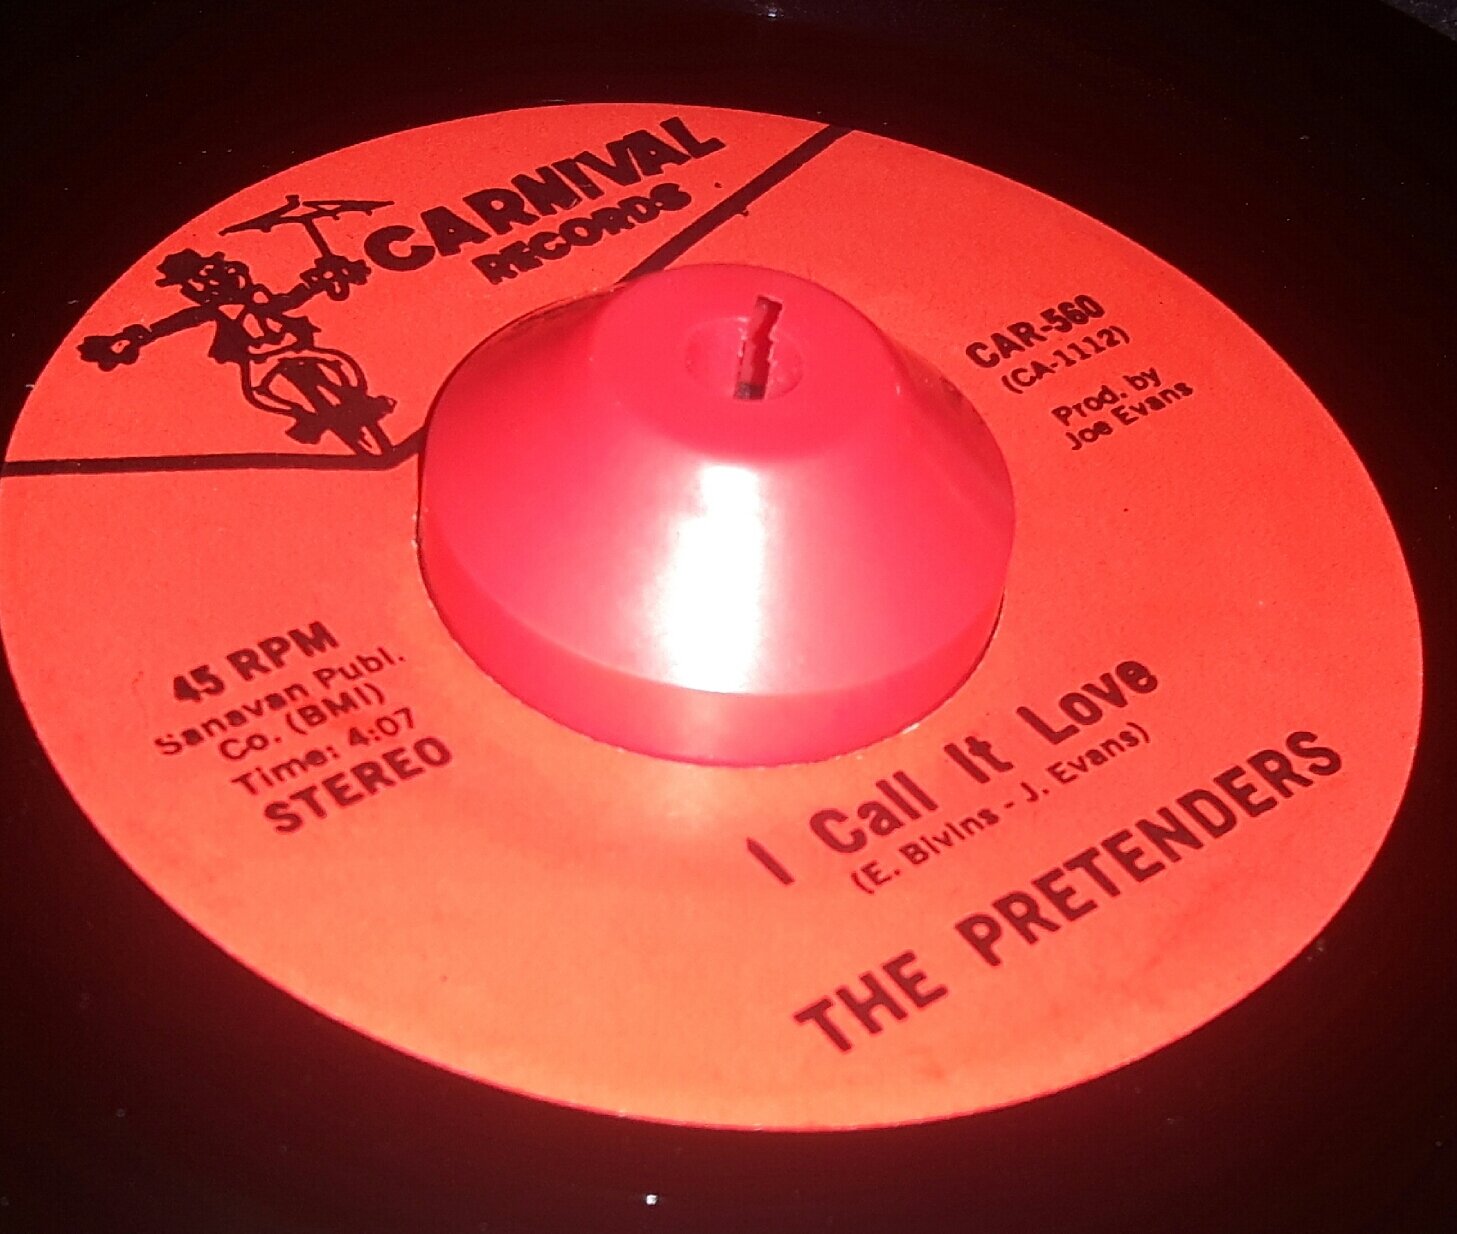 CARNIVAL
RECORDS
CAR-560
(CA-1112)
Prod. by
Joe Evans
45 RPM
Sanavan Publ.
Co. (BMI)
Time: 4:07
STEREO
I Call It Love
(E. Bivins - J. Evans)
THE PRETENDERS